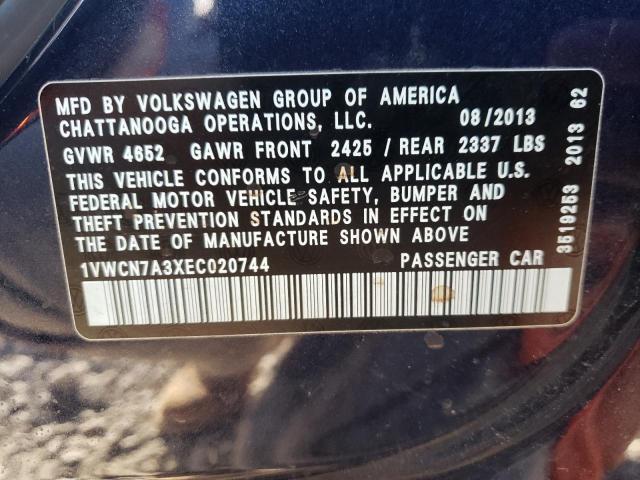 MFD BY VOLKSWAGEN GROUP OF AMERICA
CHATTANOOGA OPERATIONS, LLC. 08/2013
GVWR 4652 GAWR FRONT 2425 / REAR 2337 LBS
THIS VEHICLE CONFORMS TO ALL APPLICABLE U.S.
FEDERAL MOTOR VEHICLE SAFETY, BUMPER AND
THEFT PREVENTION STANDARDS IN EFFECT ON
THE DATE OF MANUFACTURE SHOWN ABOVE
1VWCN7A3XEC020744 PASSENGER CAR
3519253 2013 62